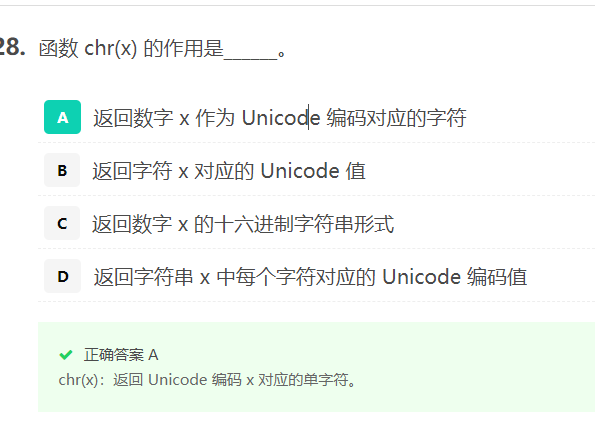 28. 函数 chr(x) 的作用是______。
A 返回数字 x 作为 Unicode 编码对应的字符
B 返回字符 x 对应的 Unicode 值
C 返回数字 x 的十六进制字符串形式
D 返回字符串 x 中每个字符对应的 Unicode 编码值
正确答案 A
chr(x)：返回 Unicode 编码 x 对应的单字符。